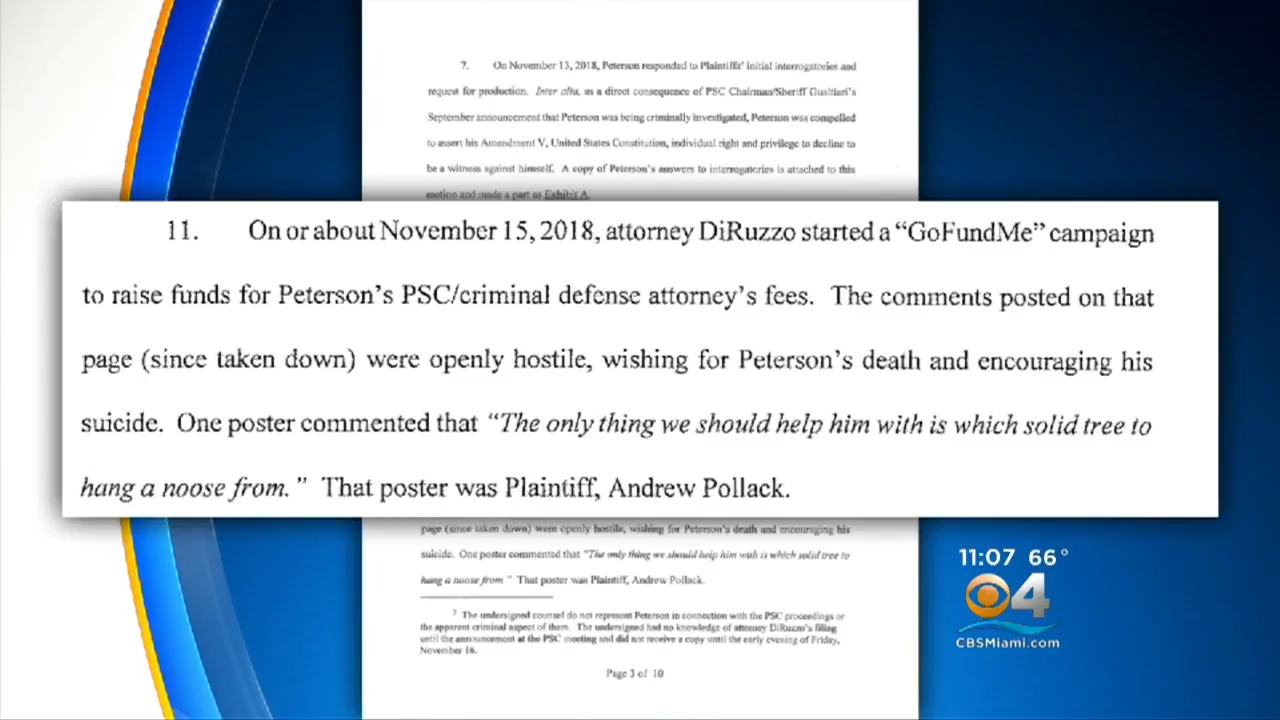 7. On November 13, 2018, Peterson responded to Plaintiffs' initial interrogatories and
request for production. Inter alia, as a direct consequence of PSC Chairman/Sheriff Gualtieri's
September announcement that Peterson was being criminally investigated, Peterson was compelled
to assert his Amendment V, United States Constitution, individual right and privilege to decline to
be a witness against himself. A copy of Peterson's answers to interrogatories is attached to this
motion and made a part as Exhibit A.
11. On or about November 15, 2018, attorney DiRuzzo started a “GoFundMe” campaign
to raise funds for Peterson's PSC/criminal defense attorney's fees. The comments posted on that
page (since taken down) were openly hostile, wishing for Peterson's death and encouraging his
suicide. One poster commented that “The only thing we should help him with is which solid tree to
hang a noose from.” That poster was Plaintiff, Andrew Pollack.
page (since taken down) were openly hostile, wishing for Peterson's death and encouraging his
suicide. One poster commented that “The only thing we should help him with is which solid tree to
hang a noose from.” That poster was Plaintiff, Andrew Pollack.
7 The undersigned counsel do not represent Peterson in connection with the PSC proceedings or
the apparent criminal aspect of them. The undersigned had no knowledge of attorney DiRuzzo's filing
until the announcement at the PSC meeting and did not receive a copy until the early evening of Friday,
November 16.
Page 3 of 10
11:07 66°
4
CBSMiami.com